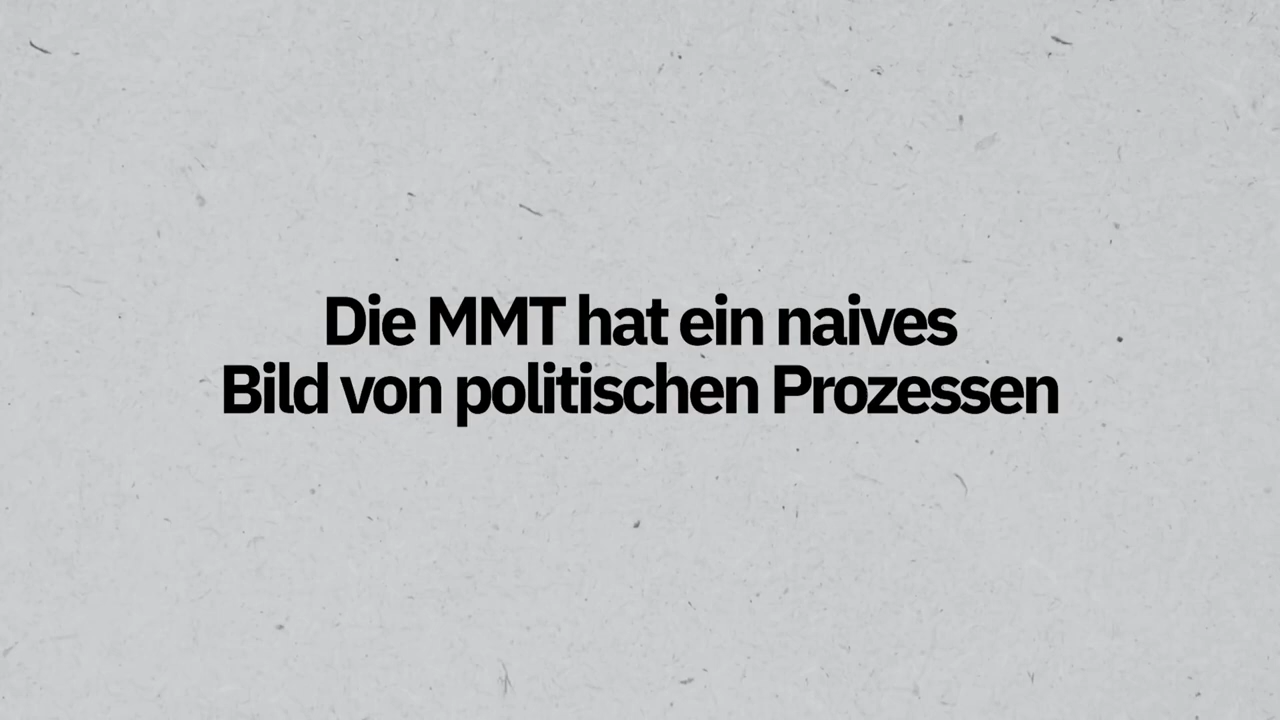 Die MMT hat ein naives
Bild von politischen Prozessen